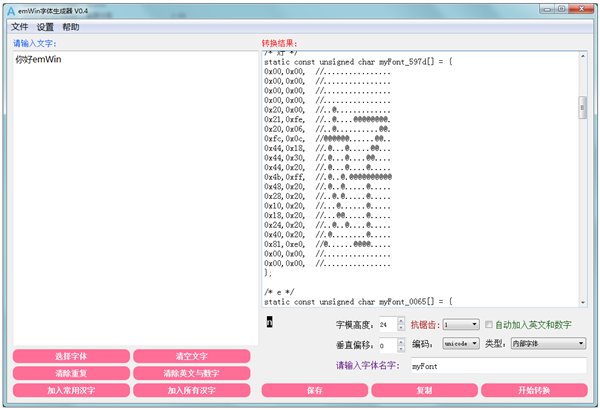 emWin字体生成器 V0.4
文件 设置 帮助
请输入文字:
你好emWin
转换结果:
/* 好 */
static const unsigned char myFont_597d[] = {
0x00,0x00, //................
0x00,0x00, //................
0x00,0x00, //................
0x00,0x00, //................
0x20,0x00, //..@.............
0x21,0xfe, //..@....@@@@@@@@.
0x20,0x06, //..@..........@@.
0xfc,0x0c, //@@@@@@......@@..
0x44,0x18, //.@...@.....@@...
0x44,0x30, //.@...@....@@....
0x44,0x20, //.@...@....@.....
0x4b,0xff, //.@..@.@@@@@@@@@@
0x48,0x20, //.@..@.....@.....
0x28,0x20, //..@.@.....@.....
0x10,0x20, //...@......@.....
0x18,0x20, //...@@.....@.....
0x24,0x20, //..@..@....@.....
0x40,0x20, //.@........@.....
0x81,0xe0, //@......@@@@.....
0x00,0x00, //................
0x00,0x00, //................
};
/* e */
static const unsigned char myFont_0065[] = {
n
字模高度: 24 抗锯齿: 1 自动加入英文和数字
垂直偏移: 0 编码: unicode 类型: 内部字体
请输入字体名字: myFont
选择字体 清空文字
清除重复 清除英文与数字
加入常用汉字 加入所有汉字 保存 复制 开始转换